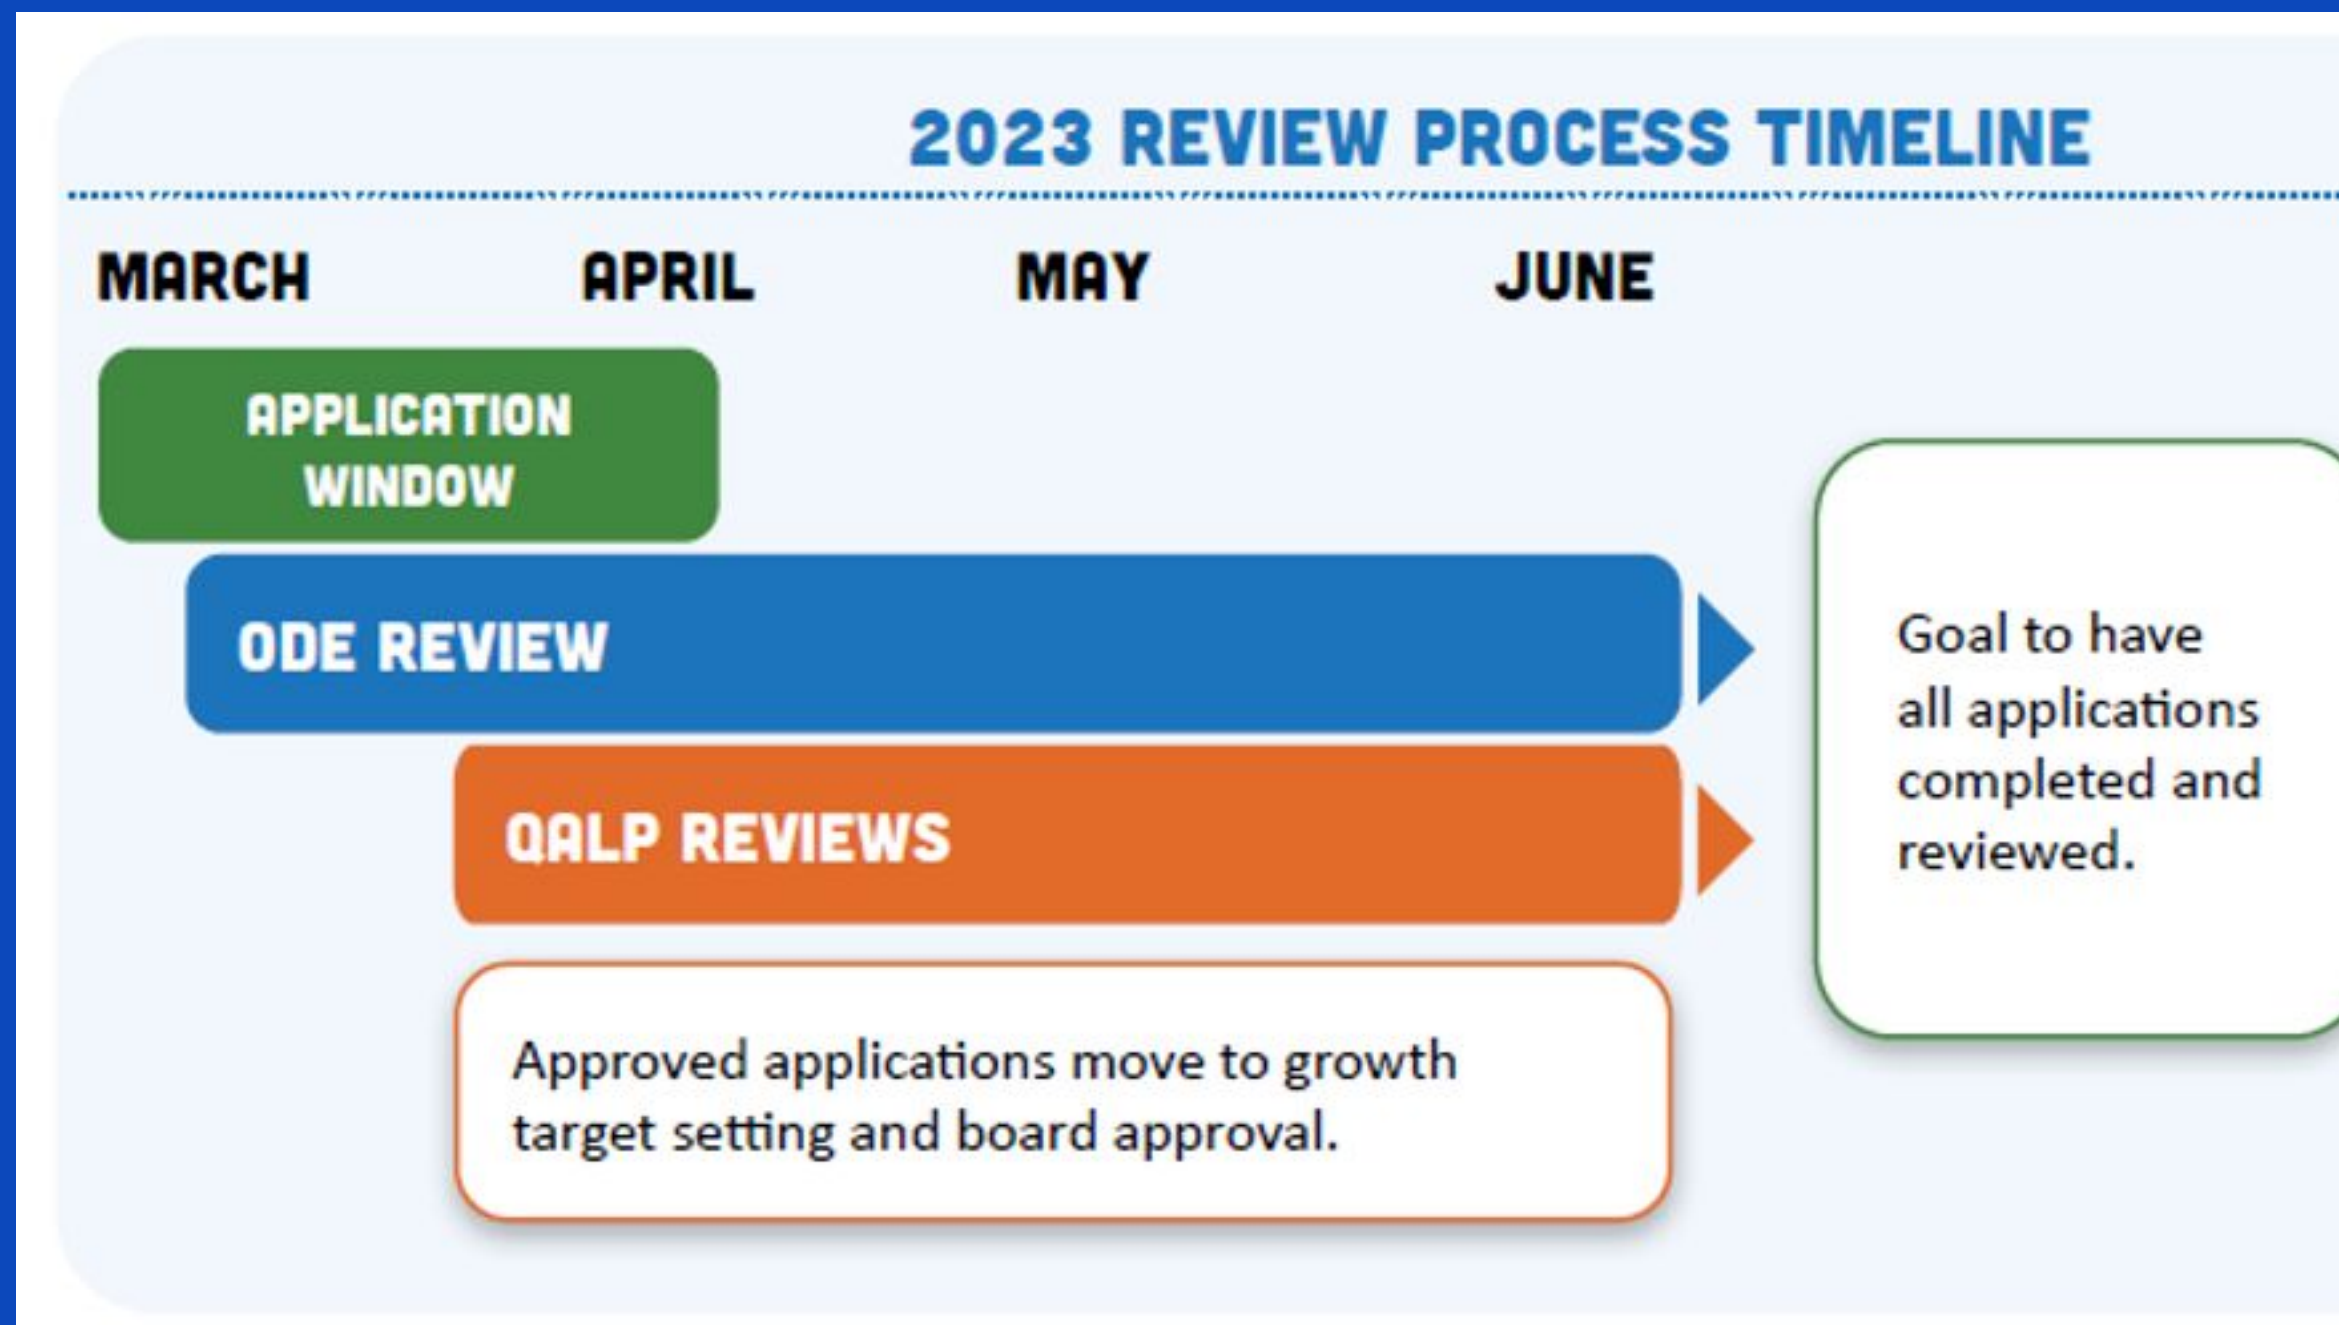 2023 REVIEW PROCESS TIMELINE
MARCH APRIL MAY JUNE
APPLICATION
WINDOW
ODE REVIEW
QALP REVIEWS
Goal to have
all applications
completed and
reviewed.
Approved applications move to growth
target setting and board approval.